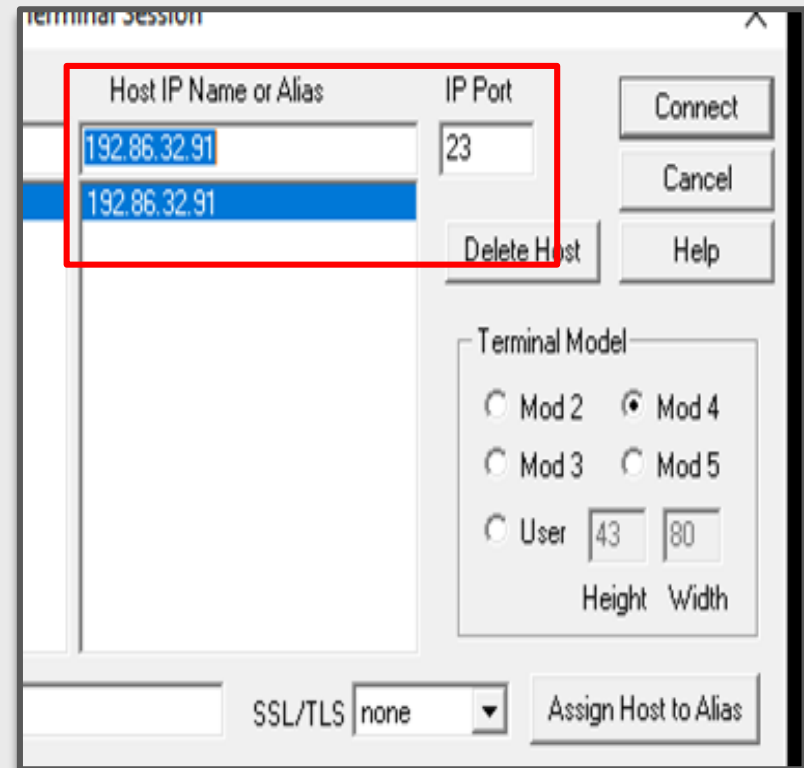 Terminal Session
Host IP Name or Alias IP Port
Connect
192.86.32.91 23
Cancel
192.86.32.91
Delete Host Help
Terminal Model
Mod 2 Mod 4
Mod 3 Mod 5
User 43 80
Height Width
SSL/TLS none Assign Host to Alias